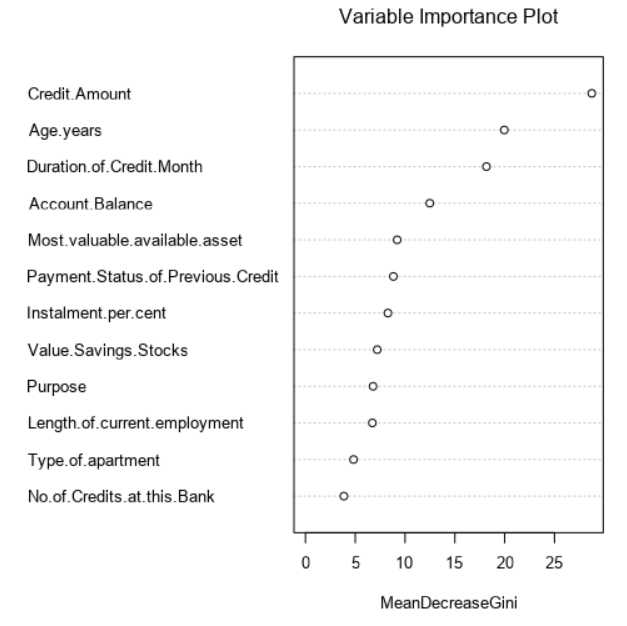 Variable Importance Plot
Credit.Amount
Age.years
Duration.of.Credit.Month
Account.Balance
Most.valuable.available.asset
Payment.Status.of.Previous.Credit
Instalment.per.cent
Value.Savings.Stocks
Purpose
Length.of.current.employment
Type.of.apartment
No.of.Credits.at.this.Bank
0 5 10 15 20 25
MeanDecreaseGini